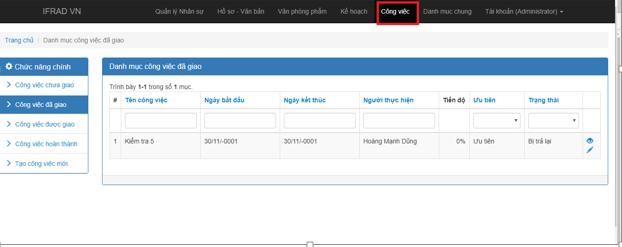 IFRAD VN Quản lý Nhân sự Hồ sơ - Văn bản Văn phòng phẩm Kế hoạch Công việc Danh mục chung Tài khoản (Administrator)
Trang chủ / Danh mục công việc đã giao
Chức năng chính
Công việc chưa giao
Công việc đã giao
Công việc được giao
Công việc hoàn thành
Tạo công việc mới
Danh mục công việc đã giao
Trình bày 1-1 trong số 1 mục.
# Tên công việc Ngày bắt đầu Ngày kết thúc Người thực hiện Tiến độ Ưu tiên Trạng thái
1 Kiểm tra 5 30/11/-0001 30/11/-0001 Hoàng Mạnh Dũng 0% Ưu tiên Bị trả lại